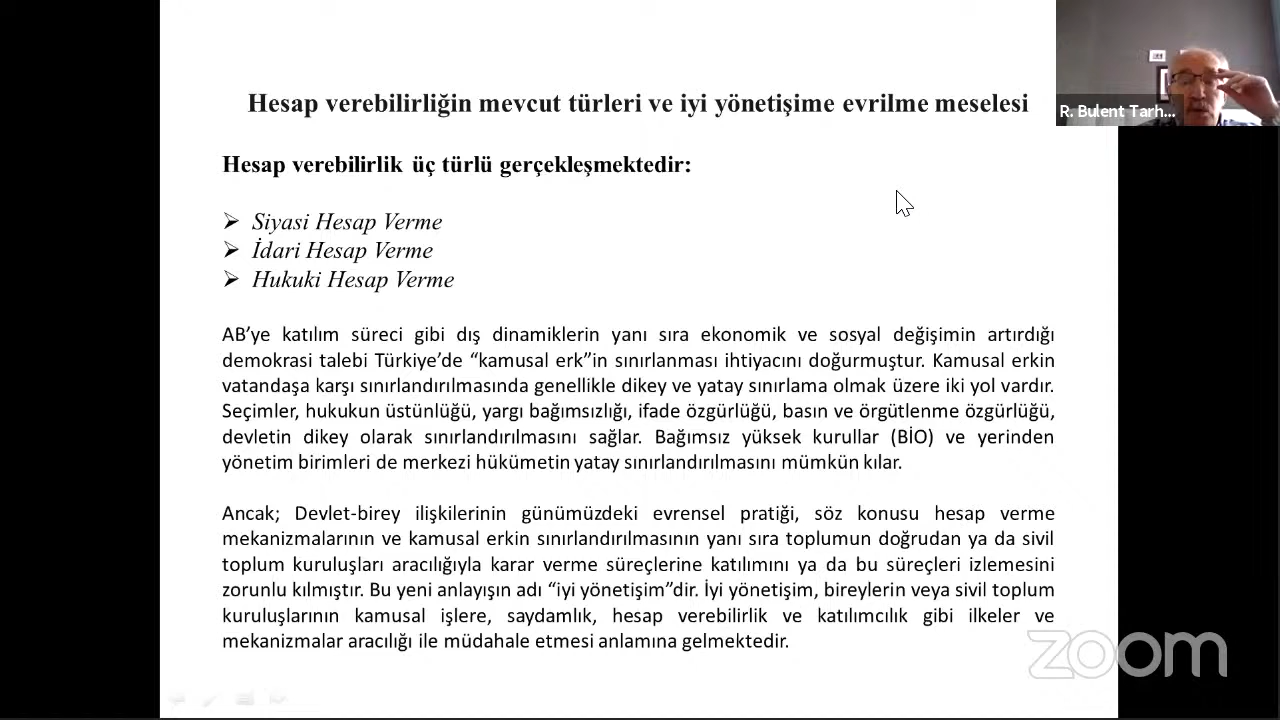 Hesap verebilirliğin mevcut türleri ve iyi yönetişime evrilme meselesi
R. Bulent Tarh...
Hesap verebilirlik üç türlü gerçekleşmektedir:
➢ Siyasi Hesap Verme
➢ İdari Hesap Verme
➢ Hukuki Hesap Verme
AB’ye katılım süreci gibi dış dinamiklerin yanı sıra ekonomik ve sosyal değişimin artırdığı
demokrasi talebi Türkiye’de “kamusal erk”in sınırlanması ihtiyacını doğurmuştur. Kamusal erkin
vatandaşa karşı sınırlandırılmasında genellikle dikey ve yatay sınırlama olmak üzere iki yol vardır.
Seçimler, hukukun üstünlüğü, yargı bağımsızlığı, ifade özgürlüğü, basın ve örgütlenme özgürlüğü,
devletin dikey olarak sınırlandırılmasını sağlar. Bağımsız yüksek kurullar (BİO) ve yerinden
yönetim birimleri de merkezi hükümetin yatay sınırlandırılmasını mümkün kılar.
Ancak; Devlet-birey ilişkilerinin günümüzdeki evrensel pratiği, söz konusu hesap verme
mekanizmalarının ve kamusal erkin sınırlandırılmasının yanı sıra toplumun doğrudan ya da sivil
toplum kuruluşları aracılığıyla karar verme süreçlerine katılımını ya da bu süreçleri izlemesini
zorunlu kılmıştır. Bu yeni anlayışın adı “iyi yönetişim”dir. İyi yönetişim, bireylerin veya sivil toplum
kuruluşlarının kamusal işlere, saydamlık, hesap verebilirlik ve katılımcılık gibi ilkeler ve
mekanizmalar aracılığı ile müdahale etmesi anlamına gelmektedir.
zoom